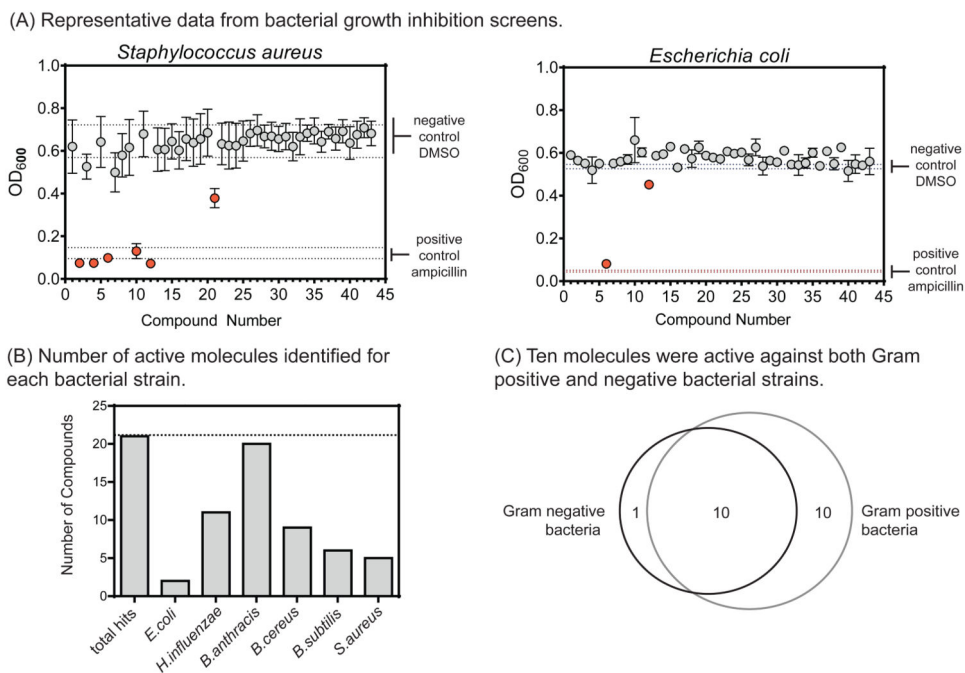 (A) Representative data from bacterial growth inhibition screens.
Staphylococcus aureus
1.0
0.8
0.6
0.4
0.2
0.0
OD600
0 5 10 15 20 25 30 35 40 45
Compound Number
negative
control
DMSO
positive
control
ampicillin
Escherichia coli
1.0
0.8
0.6
0.4
0.2
0.0
OD600
0 5 10 15 20 25 30 35 40 45
Compound Number
negative
control
DMSO
positive
control
ampicillin
(B) Number of active molecules identified for
each bacterial strain.
25
20
15
10
5
0
Number of Compounds
total hits
E.coli
H.influenzae
B.anthracis
B.cereus
B.subtilis
S.aureus
(C) Ten molecules were active against both Gram
positive and negative bacterial strains.
Gram negative
bacteria
1
10
10
Gram positive
bacteria